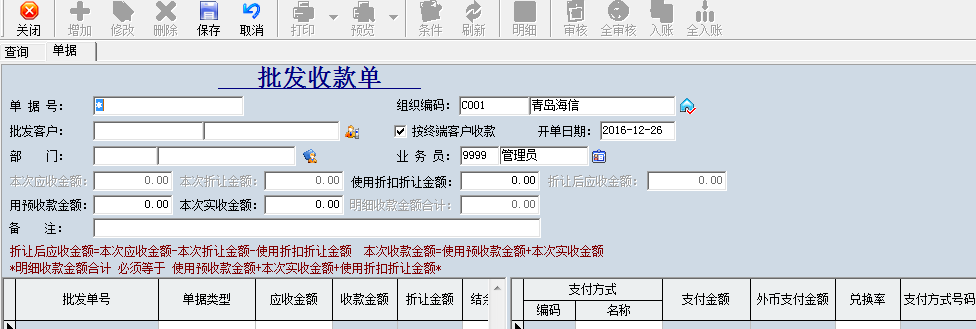 关闭 增加 修改 删除 保存 取消 打印 预览 条件 刷新 明细 审核 全审核 入账 全入账
查询 单据
批发收款单
单 据 号: * 组织编码: C001 青岛海信
批发客户: 按终端客户收款 开单日期: 2016-12-26
部 门: 业 务 员: 9999 管理员
本次应收金额: 0.00 本次折让金额: 0.00 使用折扣折让金额: 0.00 折让后应收金额: 0.00
用预收款金额: 0.00 本次实收金额: 0.00 明细收款金额合计: 0.00
备 注:
折让后应收金额=本次应收金额-本次折让金额-使用折扣折让金额 本次收款金额=使用预收款金额+本次实收金额
*明细收款金额合计 必须等于 使用预收款金额+本次实收金额+使用折扣折让金额*
批发单号 单据类型 应收金额 收款金额 折让金额 结 支付方式 支付金额 外币支付金额 兑换率 支付方式号码
编码 名称